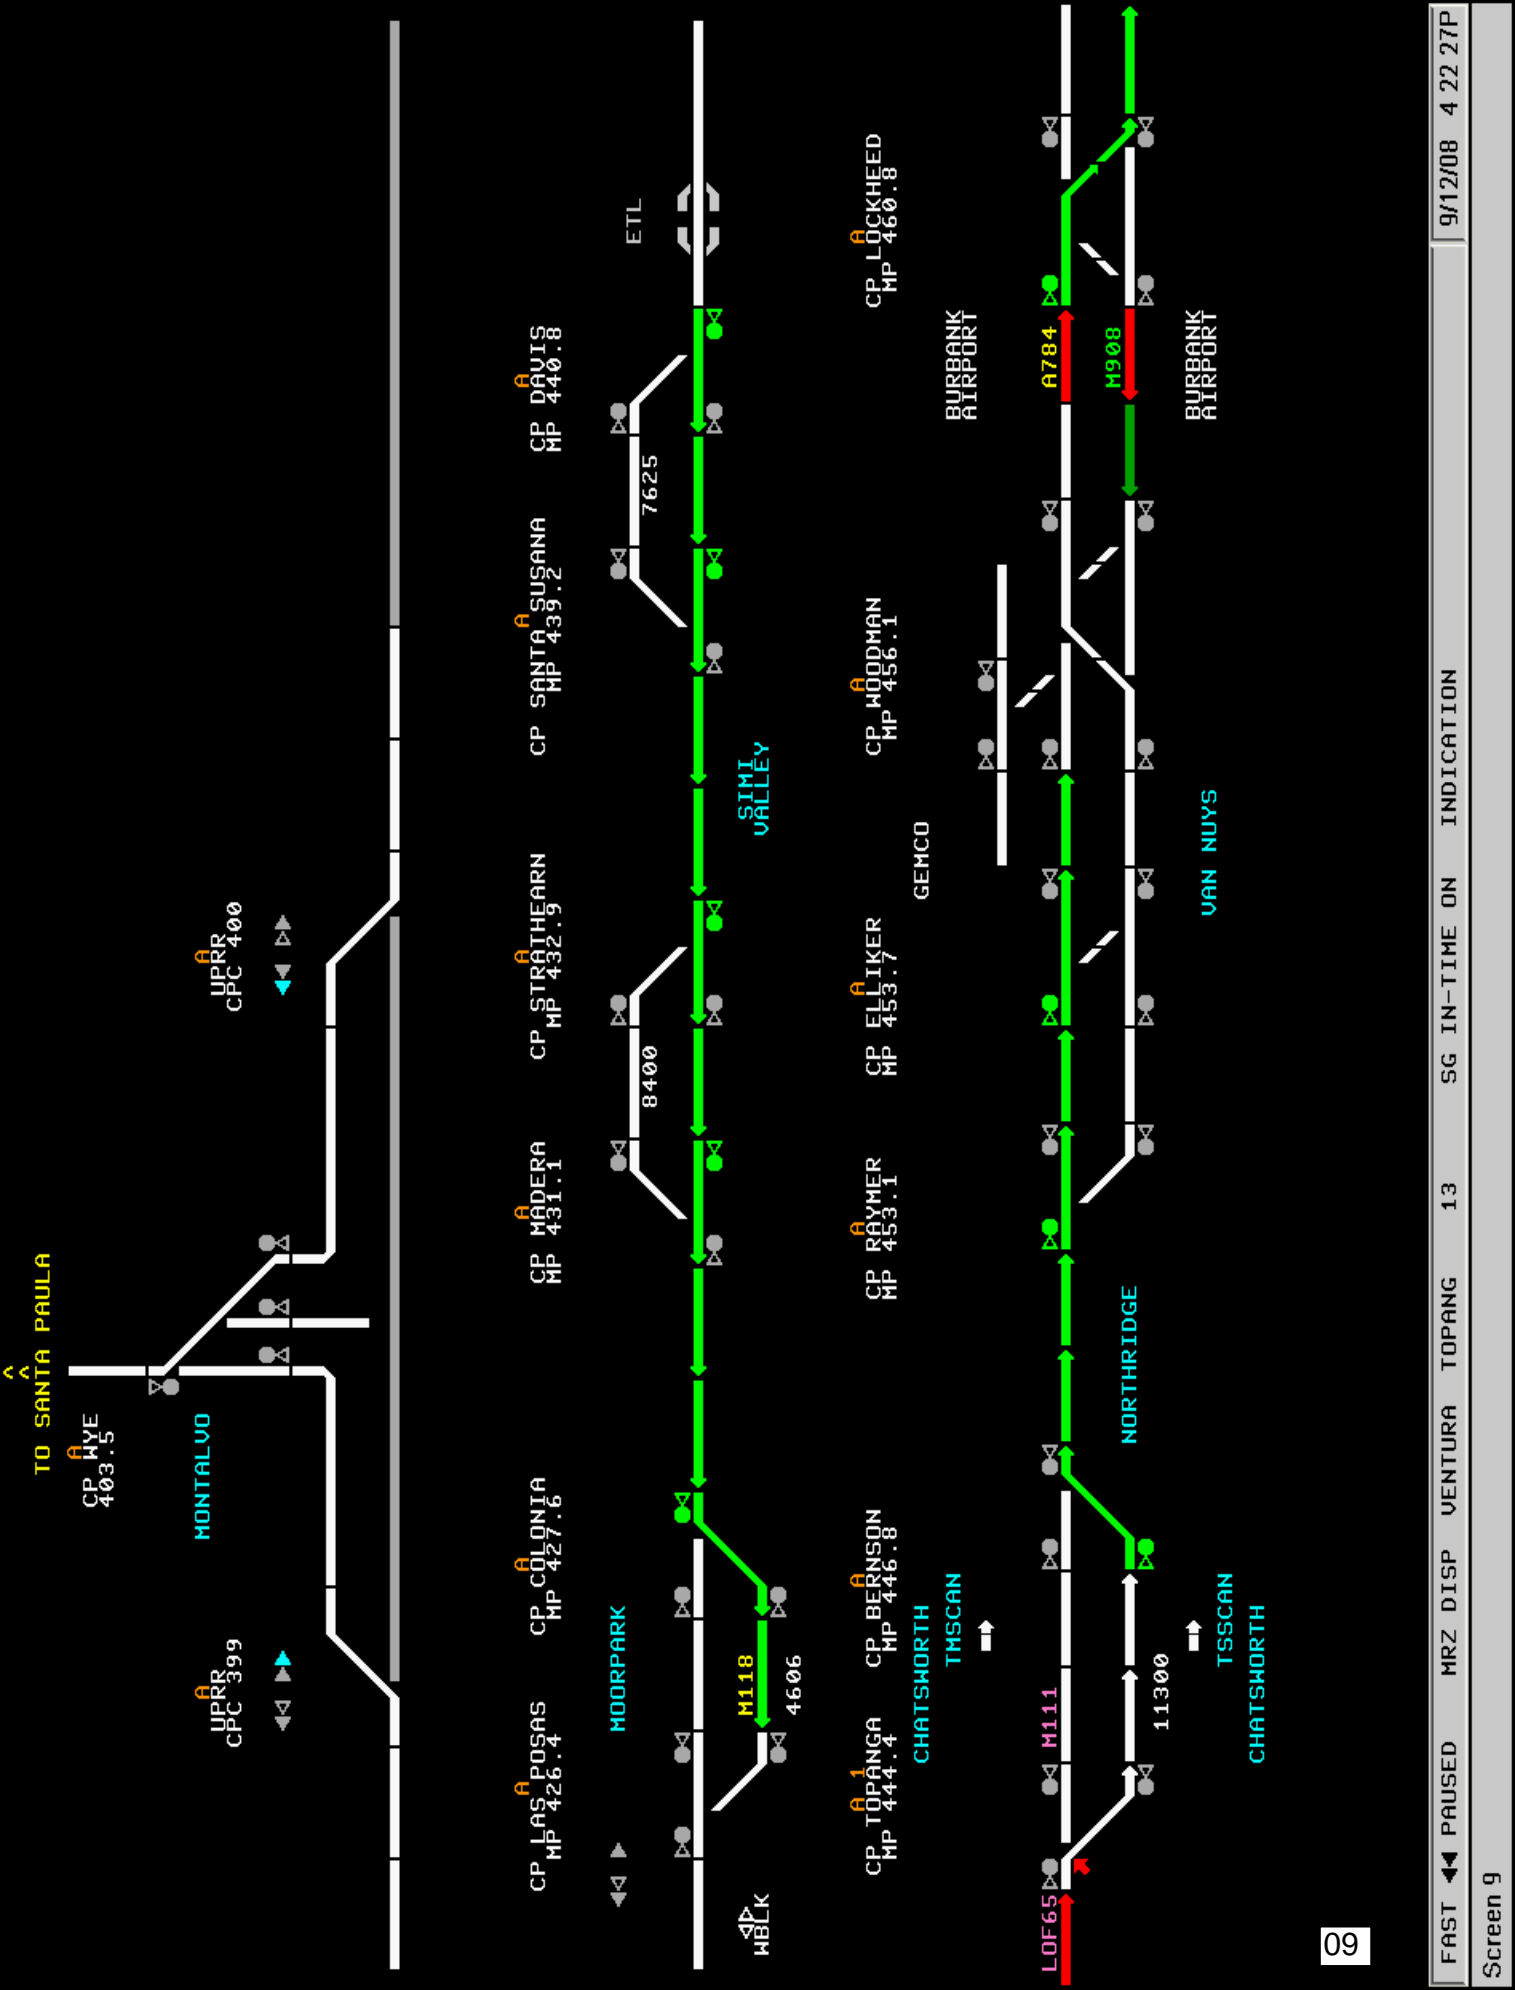 ^
^
TO SANTA PAULA
A
CP WYE
403.5
MONTALVO
A
UPRR
CPC 399
A
UPRR
CPC 400
A
CP LAS POSAS
MP 426.4
A
CP COLONIA
MP 427.6
A
CP MADERA
MP 431.1
A
CP STRATHEARN
MP 432.9
A
CP SANTA SUSANA
MP 439.2
A
CP DAVIS
MP 440.8
ETL
MOORPARK
8400
7625
M118
4606
WBLK
SIMI
VALLEY
A 1
CP TOPANGA
MP 444.4
A
CP BERNSON
MP 446.8
A
CP RAYMER
MP 453.1
A
CP ELLIKER
MP 453.7
A
CP WOODMAN
MP 456.1
A
CP LOCKHEED
MP 460.8
CHATSWORTH
TMSCAN
GEMCO
BURBANK
AIRPORT
LOF65
M111
A784
M908
NORTHRIDGE
11300
TSSCAN
CHATSWORTH
VAN NUYS
BURBANK
AIRPORT
09
FAST PAUSED MRZ DISP VENTURA TOPANG 13 SG IN-TIME ON INDICATION 9/12/08 4 22 27P
Screen 9